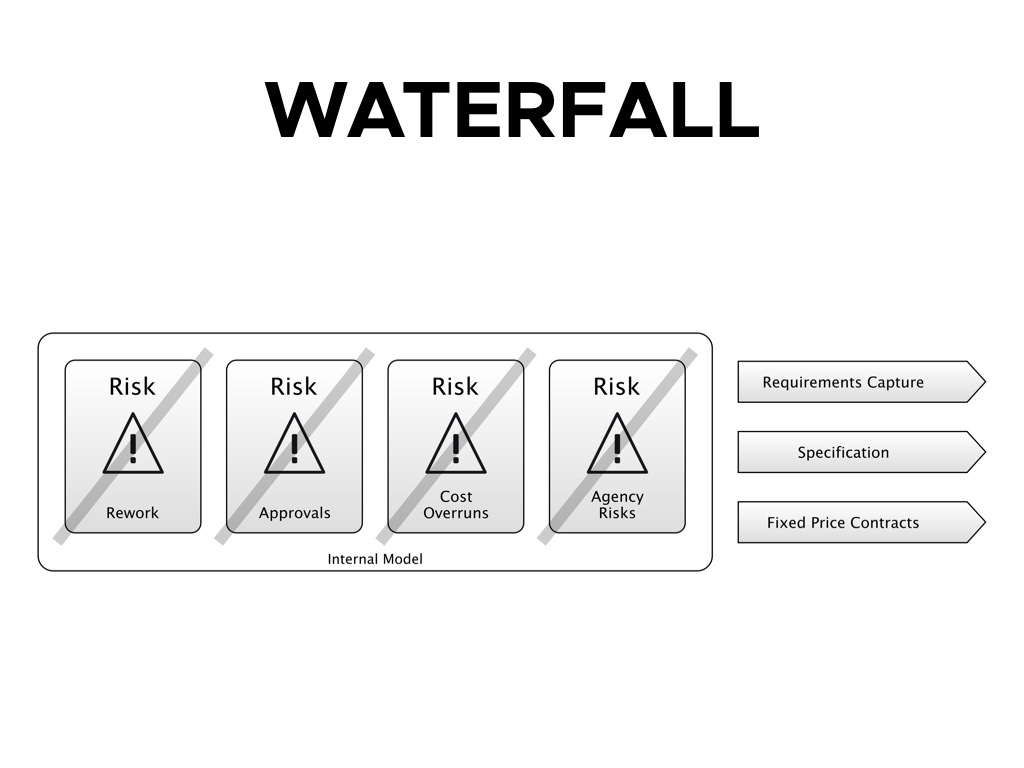 WATERFALL
Risk
Rework
Risk
Approvals
Risk
Cost
Overruns
Risk
Agency
Risks
Internal Model
Requirements Capture
Specification
Fixed Price Contracts